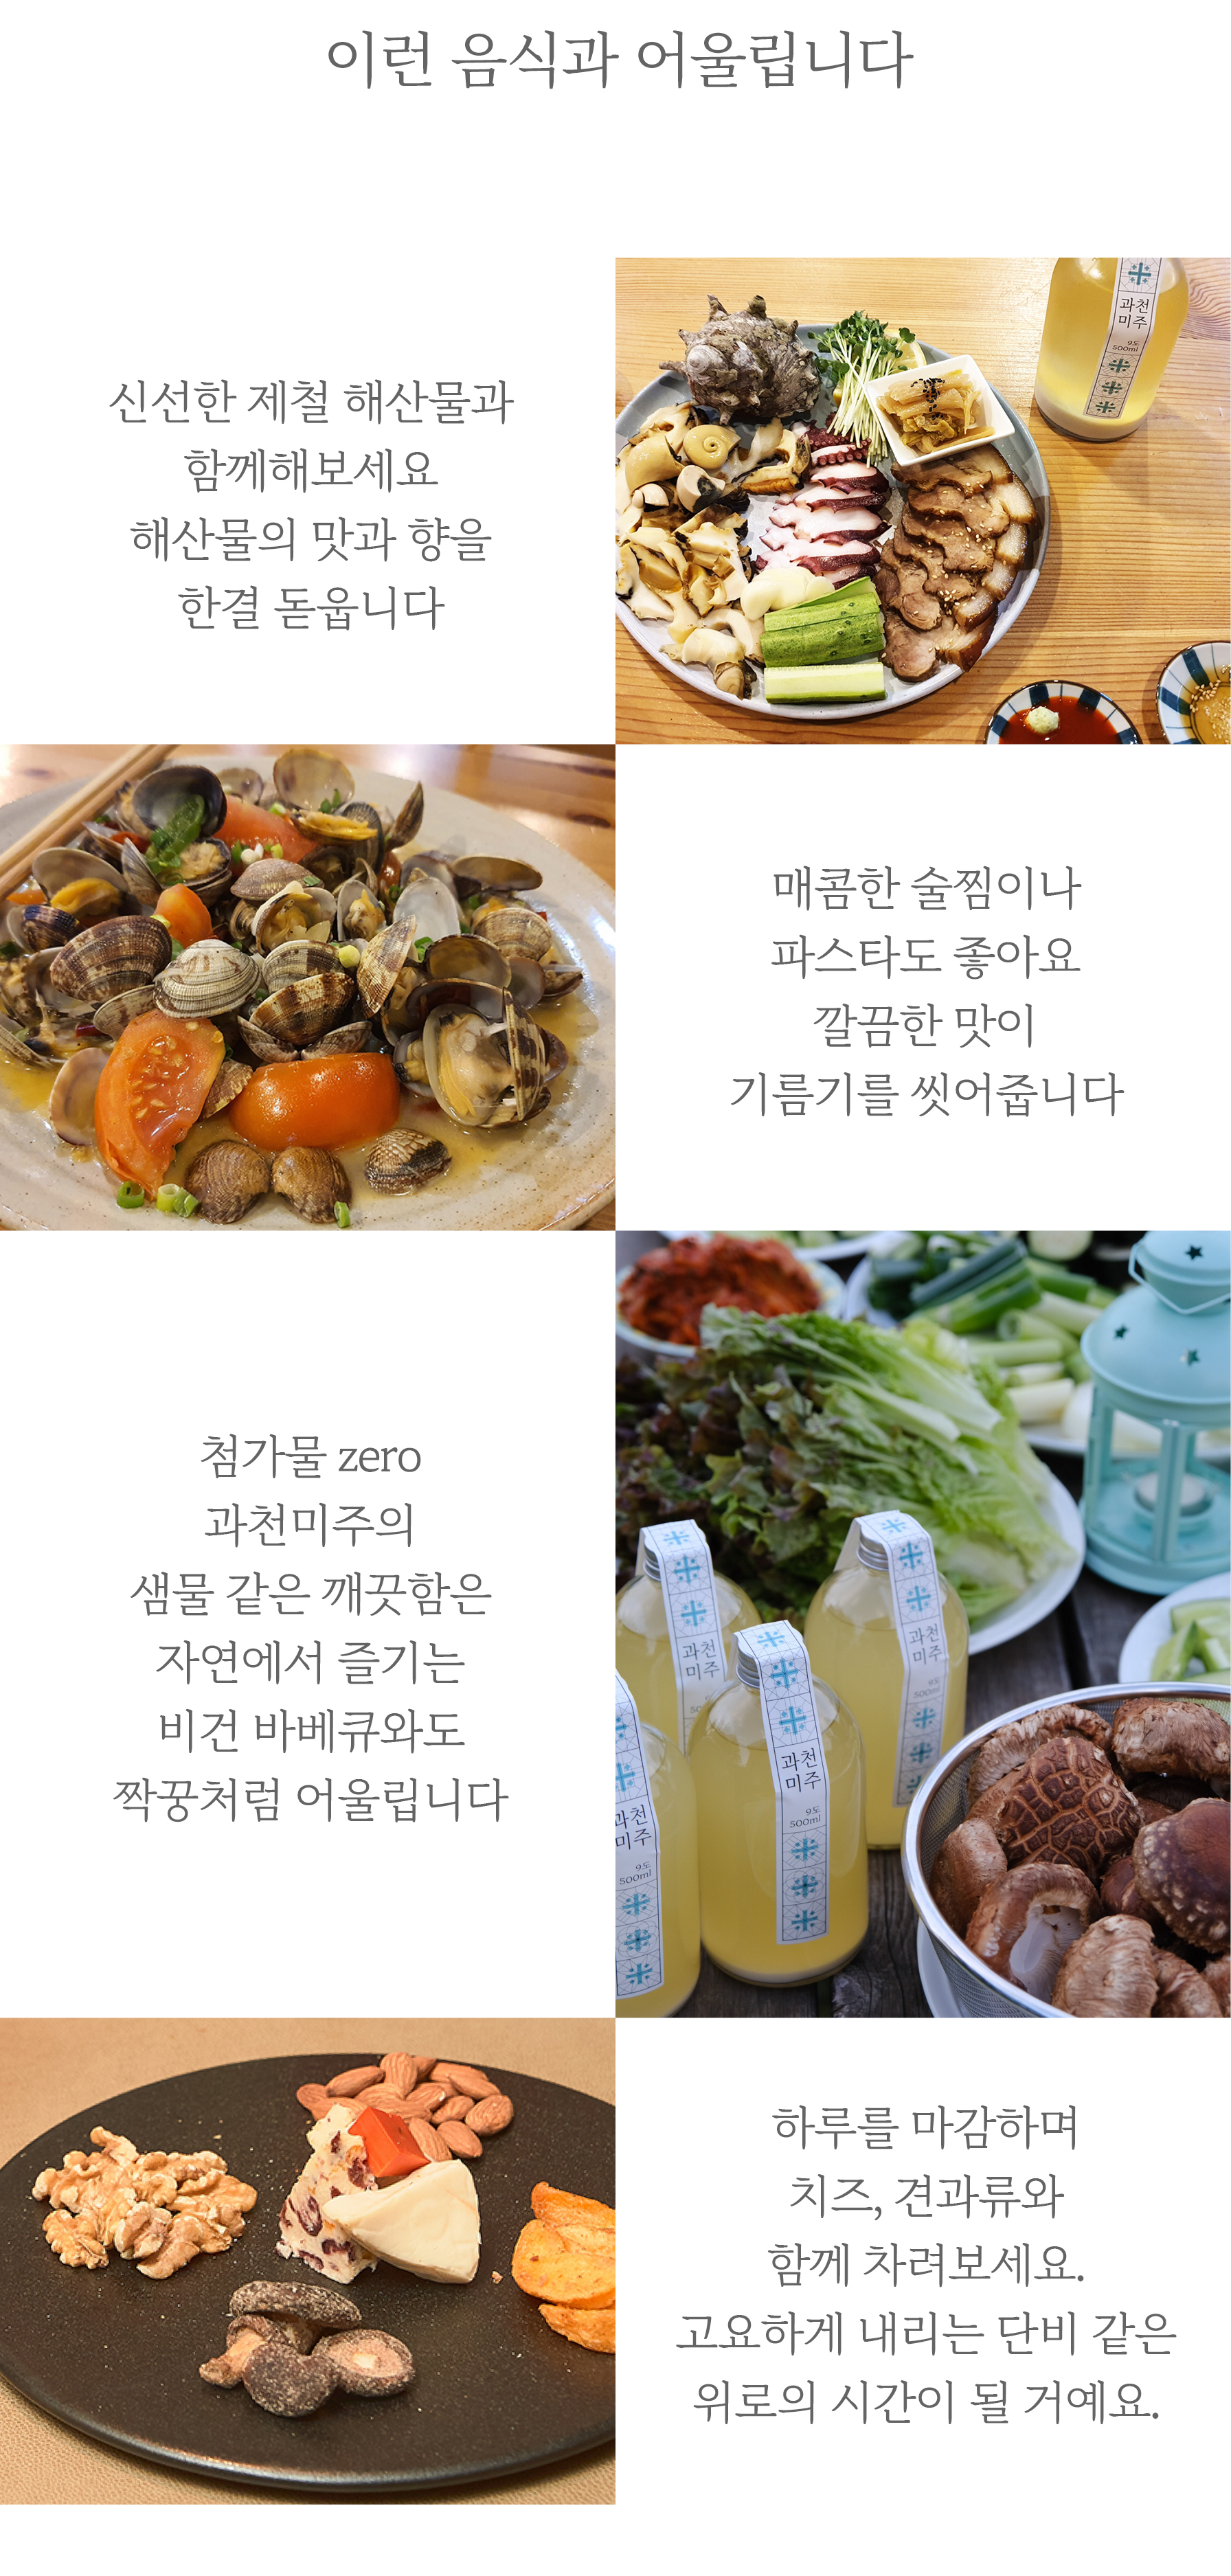 이런 음식과 어울립니다
신선한 제철 해산물과
함께해보세요
해산물의 맛과 향을
한결 돋웁니다
과천
미주
9도
500ml
매콤한 술찜이나
파스타도 좋아요
깔끔한 맛이
기름기를 씻어줍니다
첨가물 zero
과천미주의
샘물 같은 깨끗함은
자연에서 즐기는
비건 바베큐와도
짝꿍처럼 어울립니다
과천
미주
과천
미주
9도
500ml
과천
미주
9도
500ml
과천
미주
9도
500ml
하루를 마감하며
치즈, 견과류와
함께 차려보세요.
고요하게 내리는 단비 같은
위로의 시간이 될 거예요.